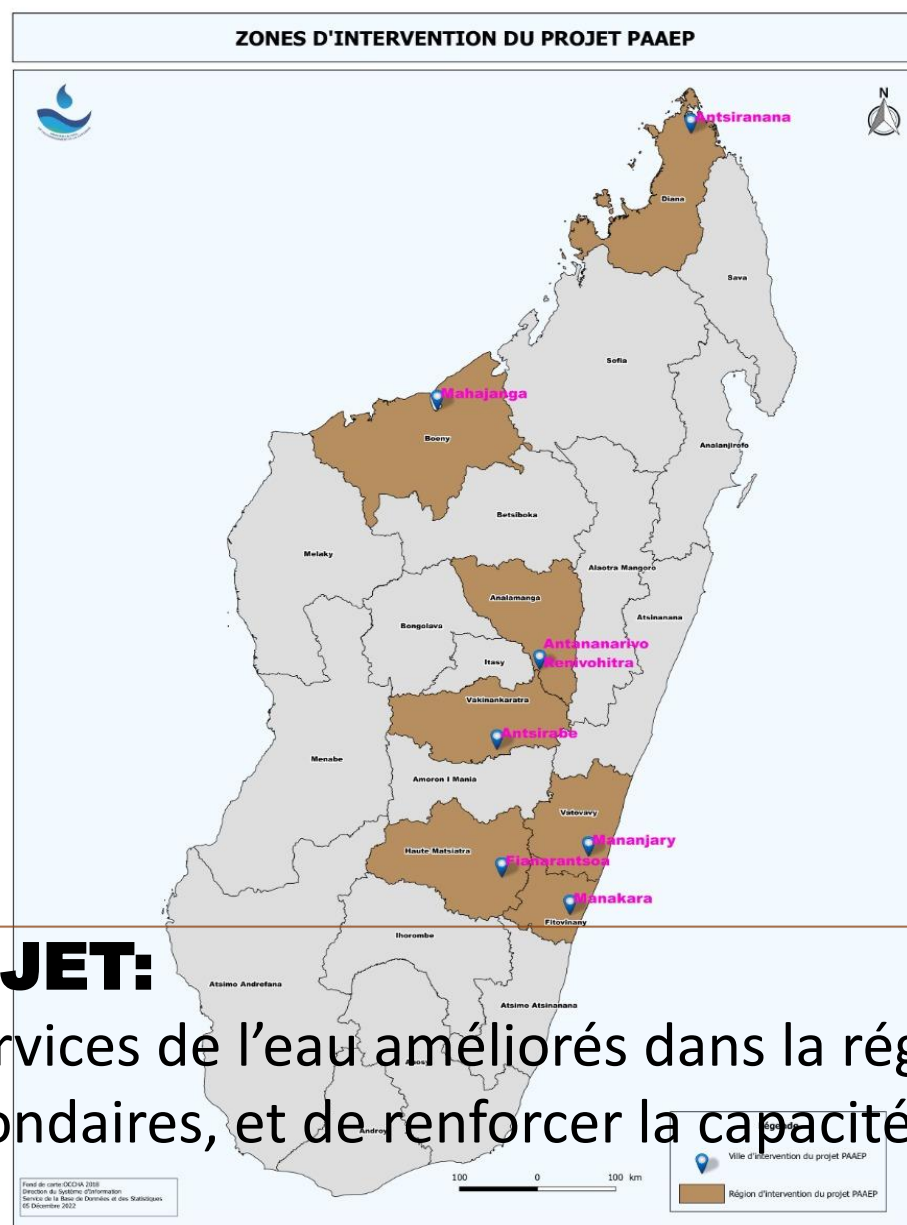 ZONES D'INTERVENTION DU PROJET PAAEP
N
Antsiranana
Diana
Sava
Sofia
Mahajanga
Boeny
Analanjirofo
Betsiboka
Melaky
Alaotra Mangoro
Analamanga
Atsinanana
Bongolava
Antananarivo
Renivohitra
Itasy
Vakinankaratra
Antsirabe
Menabe
Amoron I Mania
Vatovavy
Mananjary
Haute Matsiatra
Fianarantsoa
Manakara
Fitovinany
Ihorombe
JET:
Atsimo Andrefana
Atsimo Atsinanana
rvices de l’eau améliorés dans la rég
ondaires, et de renforcer la capacité
Androy
Légende
Ville d'intervention du projet PAAEP
Région d'intervention du projet PAAEP
100 0 100 km
Fond de carte:OCCHA 2018
Direction du Système d'Information
Service de la Base de Données et des Statistiques
05 Décembre 2022